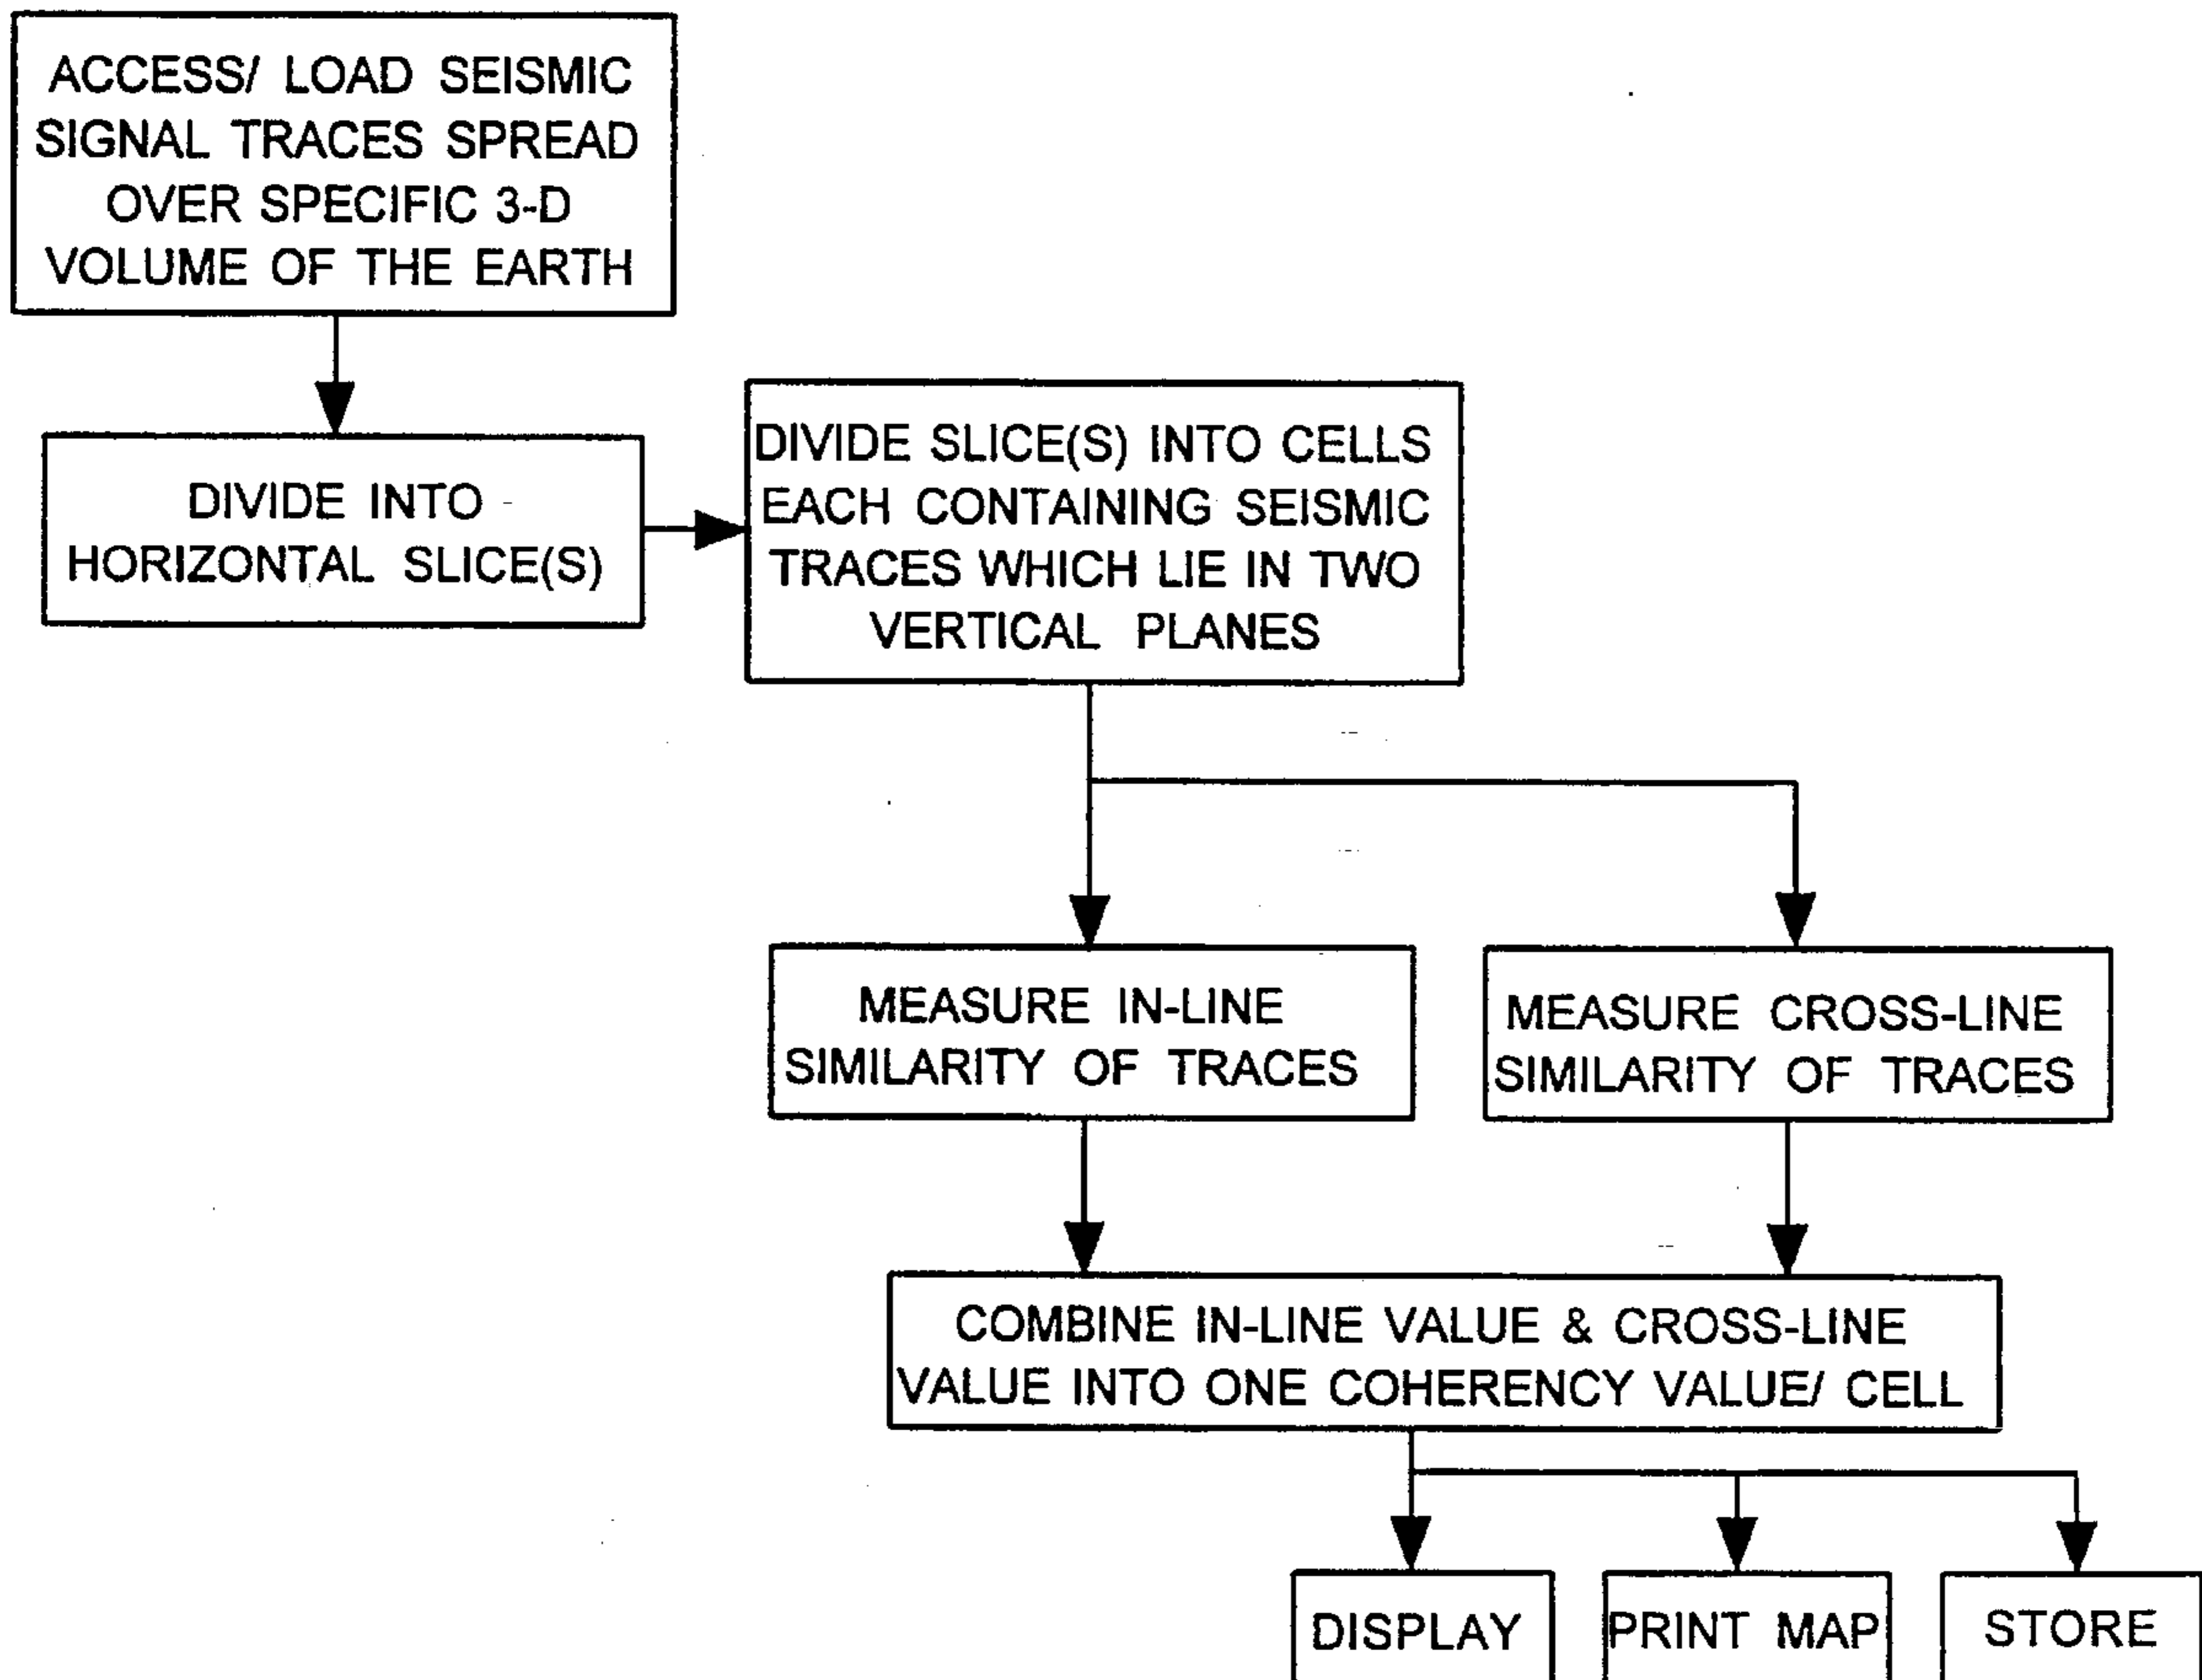 ACCESS/ LOAD SEISMIC
SIGNAL TRACES SPREAD
OVER SPECIFIC 3-D
VOLUME OF THE EARTH
DIVIDE INTO
HORIZONTAL SLICE(S)
DIVIDE SLICE(S) INTO CELLS
EACH CONTAINING SEISMIC
TRACES WHICH LIE IN TWO
VERTICAL PLANES
MEASURE IN-LINE
SIMILARITY OF TRACES
MEASURE CROSS-LINE
SIMILARITY OF TRACES
COMBINE IN-LINE VALUE & CROSS-LINE
VALUE INTO ONE COHERENCY VALUE/ CELL
DISPLAY
PRINT MAP
STORE